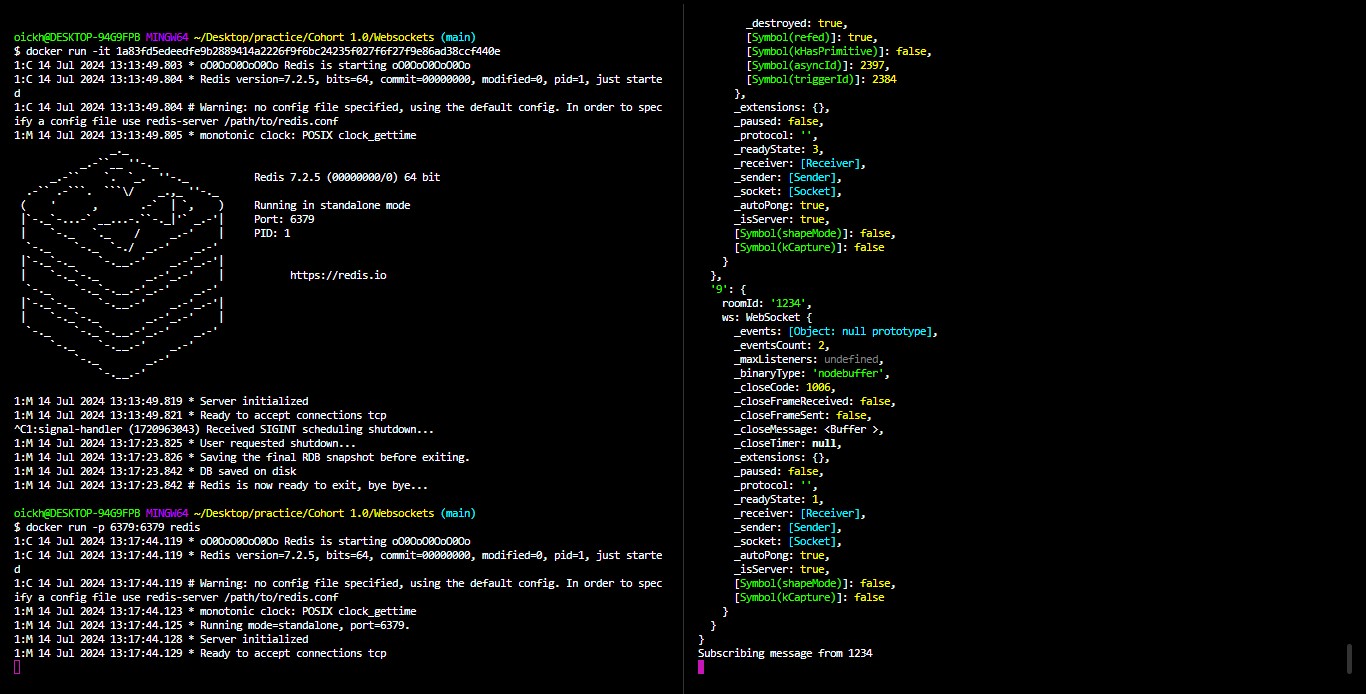 oickh@DESKTOP-94G9FPB MINGW64 ~/Desktop/practice/Cohort 1.0/Websockets (main)
$ docker run -it 1a83fd5edeedfe9b2889414a2226f9f6bc24235f027f6f27f9e86ad38ccf440e
1:C 14 Jul 2024 13:13:49.803 * oO0OoO0OoO0Oo Redis is starting oO0OoO0OoO0Oo
1:C 14 Jul 2024 13:13:49.804 * Redis version=7.2.5, bits=64, commit=00000000, modified=0, pid=1, just starte
d
1:C 14 Jul 2024 13:13:49.804 # Warning: no config file specified, using the default config. In order to spec
ify a config file use redis-server /path/to/redis.conf
1:M 14 Jul 2024 13:13:49.805 * monotonic clock: POSIX clock_gettime
Redis 7.2.5 (00000000/0) 64 bit
Running in standalone mode
Port: 6379
PID: 1
https://redis.io
1:M 14 Jul 2024 13:13:49.819 * Server initialized
1:M 14 Jul 2024 13:13:49.821 * Ready to accept connections tcp
^C1:signal-handler (1720963043) Received SIGINT scheduling shutdown...
1:M 14 Jul 2024 13:17:23.825 * User requested shutdown...
1:M 14 Jul 2024 13:17:23.826 * Saving the final RDB snapshot before exiting.
1:M 14 Jul 2024 13:17:23.842 * DB saved on disk
1:M 14 Jul 2024 13:17:23.842 # Redis is now ready to exit, bye bye...
oickh@DESKTOP-94G9FPB MINGW64 ~/Desktop/practice/Cohort 1.0/Websockets (main)
$ docker run -p 6379:6379 redis
1:C 14 Jul 2024 13:17:44.119 * oO0OoO0OoO0Oo Redis is starting oO0OoO0OoO0Oo
1:C 14 Jul 2024 13:17:44.119 * Redis version=7.2.5, bits=64, commit=00000000, modified=0, pid=1, just starte
d
1:C 14 Jul 2024 13:17:44.119 # Warning: no config file specified, using the default config. In order to spec
ify a config file use redis-server /path/to/redis.conf
1:M 14 Jul 2024 13:17:44.123 * monotonic clock: POSIX clock_gettime
1:M 14 Jul 2024 13:17:44.125 * Running mode=standalone, port=6379.
1:M 14 Jul 2024 13:17:44.128 * Server initialized
1:M 14 Jul 2024 13:17:44.129 * Ready to accept connections tcp
_destroyed: true,
[Symbol(refed)]: true,
[Symbol(kHasPrimitive)]: false,
[Symbol(asyncId)]: 2397,
[Symbol(triggerId)]: 2384
},
_extensions: {},
_paused: false,
_protocol: '',
_readyState: 3,
_receiver: [Receiver],
_sender: [Sender],
_socket: [Socket],
_autoPong: true,
_isServer: true,
[Symbol(shapeMode)]: false,
[Symbol(kCapture)]: false
}
},
'9': {
roomId: '1234',
ws: WebSocket {
_events: [Object: null prototype],
_eventsCount: 2,
_maxListeners: undefined,
_binaryType: 'nodebuffer',
_closeCode: 1006,
_closeFrameReceived: false,
_closeFrameSent: false,
_closeMessage: <Buffer >,
_closeTimer: null,
_extensions: {},
_paused: false,
_protocol: '',
_readyState: 1,
_receiver: [Receiver],
_sender: [Sender],
_socket: [Socket],
_autoPong: true,
_isServer: true,
[Symbol(shapeMode)]: false,
[Symbol(kCapture)]: false
}
}
}
Subscribing message from 1234